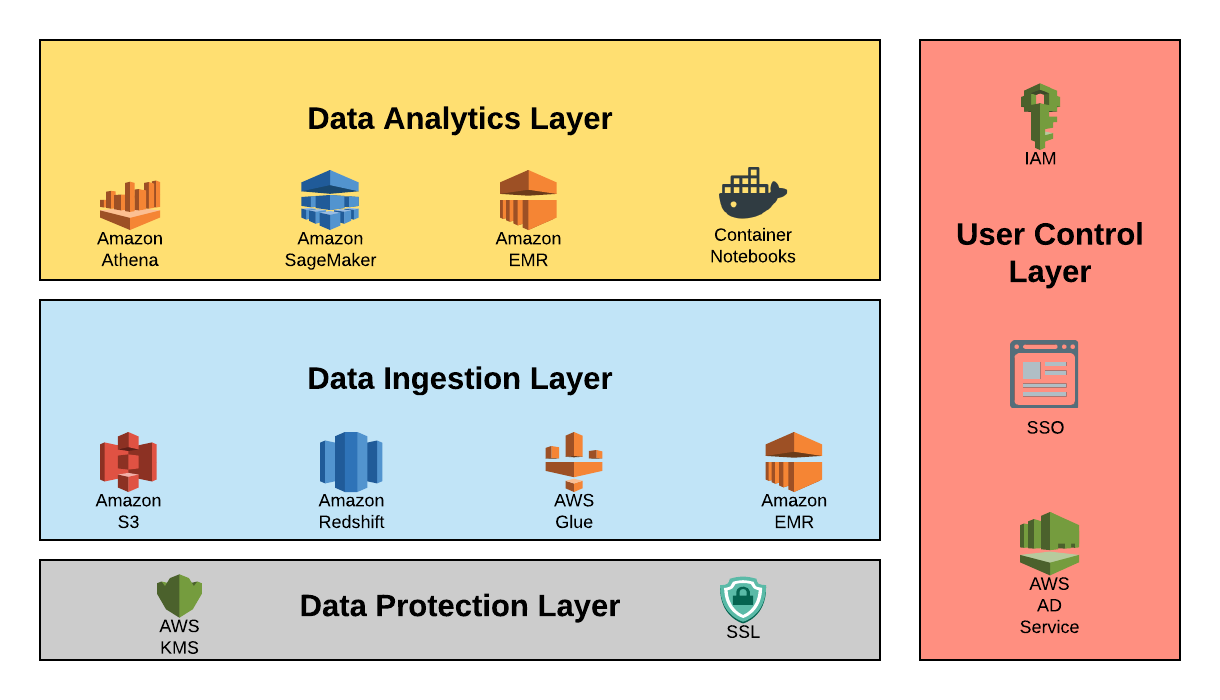 Data Analytics Layer
Amazon
Athena
Amazon
SageMaker
Amazon
EMR
Container
Notebooks
Data Ingestion Layer
Amazon
S3
Amazon
Redshift
AWS
Glue
Amazon
EMR
AWS
KMS
Data Protection Layer
SSL
IAM
User Control
Layer
SSO
AWS
AD
Service